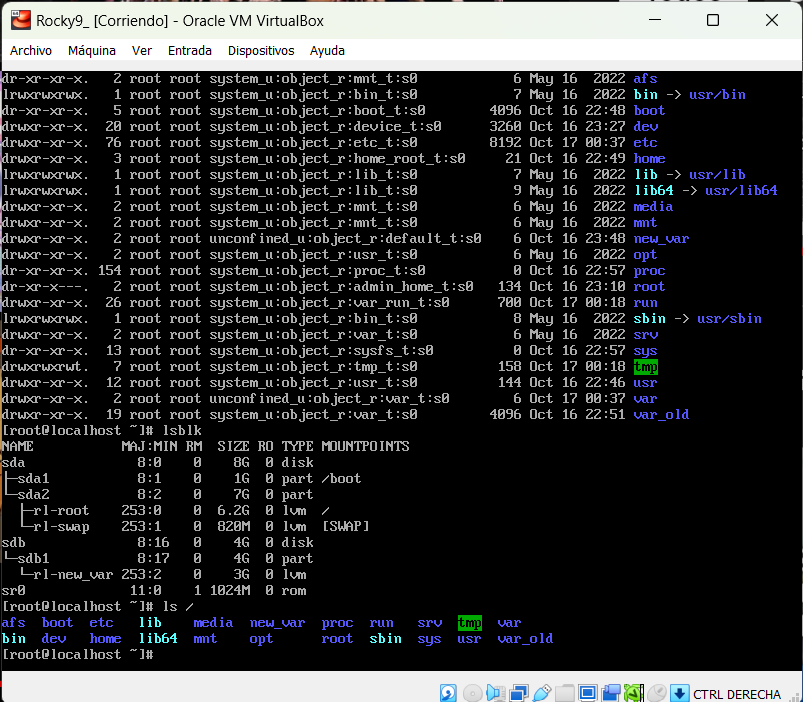 Rocky9_ [Corriendo] - Oracle VM VirtualBox
Archivo Máquina Ver Entrada Dispositivos Ayuda
dr-xr-xr-x.   2 root root system_u:object_r:mnt_t:s0            6 May 16  2022 afs
lrwxrwxrwx.   1 root root system_u:object_r:bin_t:s0            7 May 16  2022 bin -> usr/bin
dr-xr-xr-x.   5 root root system_u:object_r:boot_t:s0        4096 Oct 16 22:48 boot
drwxr-xr-x.  20 root root system_u:object_r:device_t:s0      3260 Oct 16 23:27 dev
drwxr-xr-x.  76 root root system_u:object_r:etc_t:s0         8192 Oct 17 00:37 etc
drwxr-xr-x.   3 root root system_u:object_r:home_root_t:s0     21 Oct 16 22:49 home
lrwxrwxrwx.   1 root root system_u:object_r:lib_t:s0            7 May 16  2022 lib -> usr/lib
lrwxrwxrwx.   1 root root system_u:object_r:lib_t:s0            9 May 16  2022 lib64 -> usr/lib64
drwxr-xr-x.   2 root root system_u:object_r:mnt_t:s0            6 May 16  2022 media
drwxr-xr-x.   2 root root system_u:object_r:mnt_t:s0            6 May 16  2022 mnt
drwxr-xr-x.   2 root root unconfined_u:object_r:default_t:s0    6 Oct 16 23:48 new_var
drwxr-xr-x.   2 root root system_u:object_r:usr_t:s0            6 May 16  2022 opt
dr-xr-xr-x. 154 root root system_u:object_r:proc_t:s0           0 Oct 16 22:57 proc
dr-xr-x---.   2 root root system_u:object_r:admin_home_t:s0   134 Oct 16 23:10 root
drwxr-xr-x.  26 root root system_u:object_r:var_run_t:s0      700 Oct 17 00:18 run
lrwxrwxrwx.   1 root root system_u:object_r:bin_t:s0            8 May 16  2022 sbin -> usr/sbin
drwxr-xr-x.   2 root root system_u:object_r:var_t:s0            6 May 16  2022 srv
dr-xr-xr-x.  13 root root system_u:object_r:sysfs_t:s0          0 Oct 16 22:57 sys
drwxrwxrwt.   7 root root system_u:object_r:tmp_t:s0          158 Oct 17 00:18 tmp
drwxr-xr-x.  12 root root system_u:object_r:usr_t:s0          144 Oct 16 22:46 usr
drwxr-xr-x.   2 root root unconfined_u:object_r:var_t:s0        6 Oct 17 00:37 var
drwxr-xr-x.  19 root root system_u:object_r:var_t:s0         4096 Oct 16 22:51 var_old
[root@localhost ~]# lsblk
NAME           MAJ:MIN RM  SIZE RO TYPE MOUNTPOINTS
sda              8:0    0    8G  0 disk
├─sda1           8:1    0    1G  0 part /boot
└─sda2           8:2    0    7G  0 part
  ├─rl-root    253:0    0  6.2G  0 lvm  /
  └─rl-swap    253:1    0  820M  0 lvm  [SWAP]
sdb              8:16   0    4G  0 disk
└─sdb1           8:17   0    4G  0 part
  └─rl-new_var 253:2    0    3G  0 lvm
sr0             11:0    1 1024M  0 rom
[root@localhost ~]# ls /
afs  boot  etc   lib    media  new_var  proc  run   srv  tmp  var
bin  dev   home  lib64  mnt    opt      root  sbin  sys  usr  var_old
[root@localhost ~]#
CTRL DERECHA